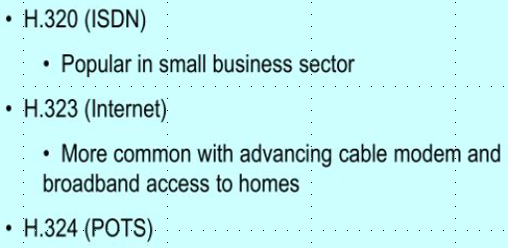 • H.320 (ISDN)
• Popular in small business sector
• H.323 (Internet)
• More common with advancing cable modem and
broadband access to homes
• H.324 (POTS)